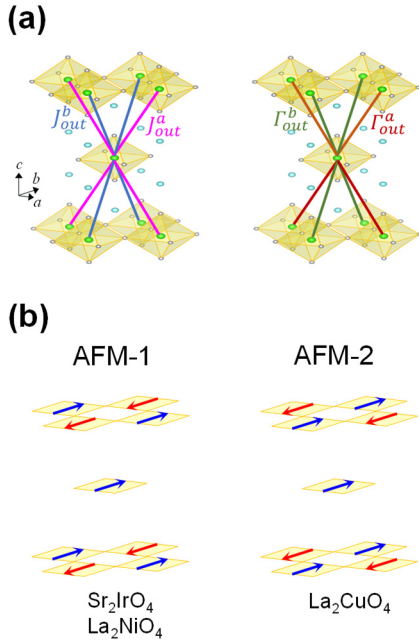 (a)
J^b_out J^a_out Γ^b_out Γ^a_out
c
b
a
(b)
AFM-1 AFM-2
Sr₂IrO₄ La₂CuO₄
La₂NiO₄